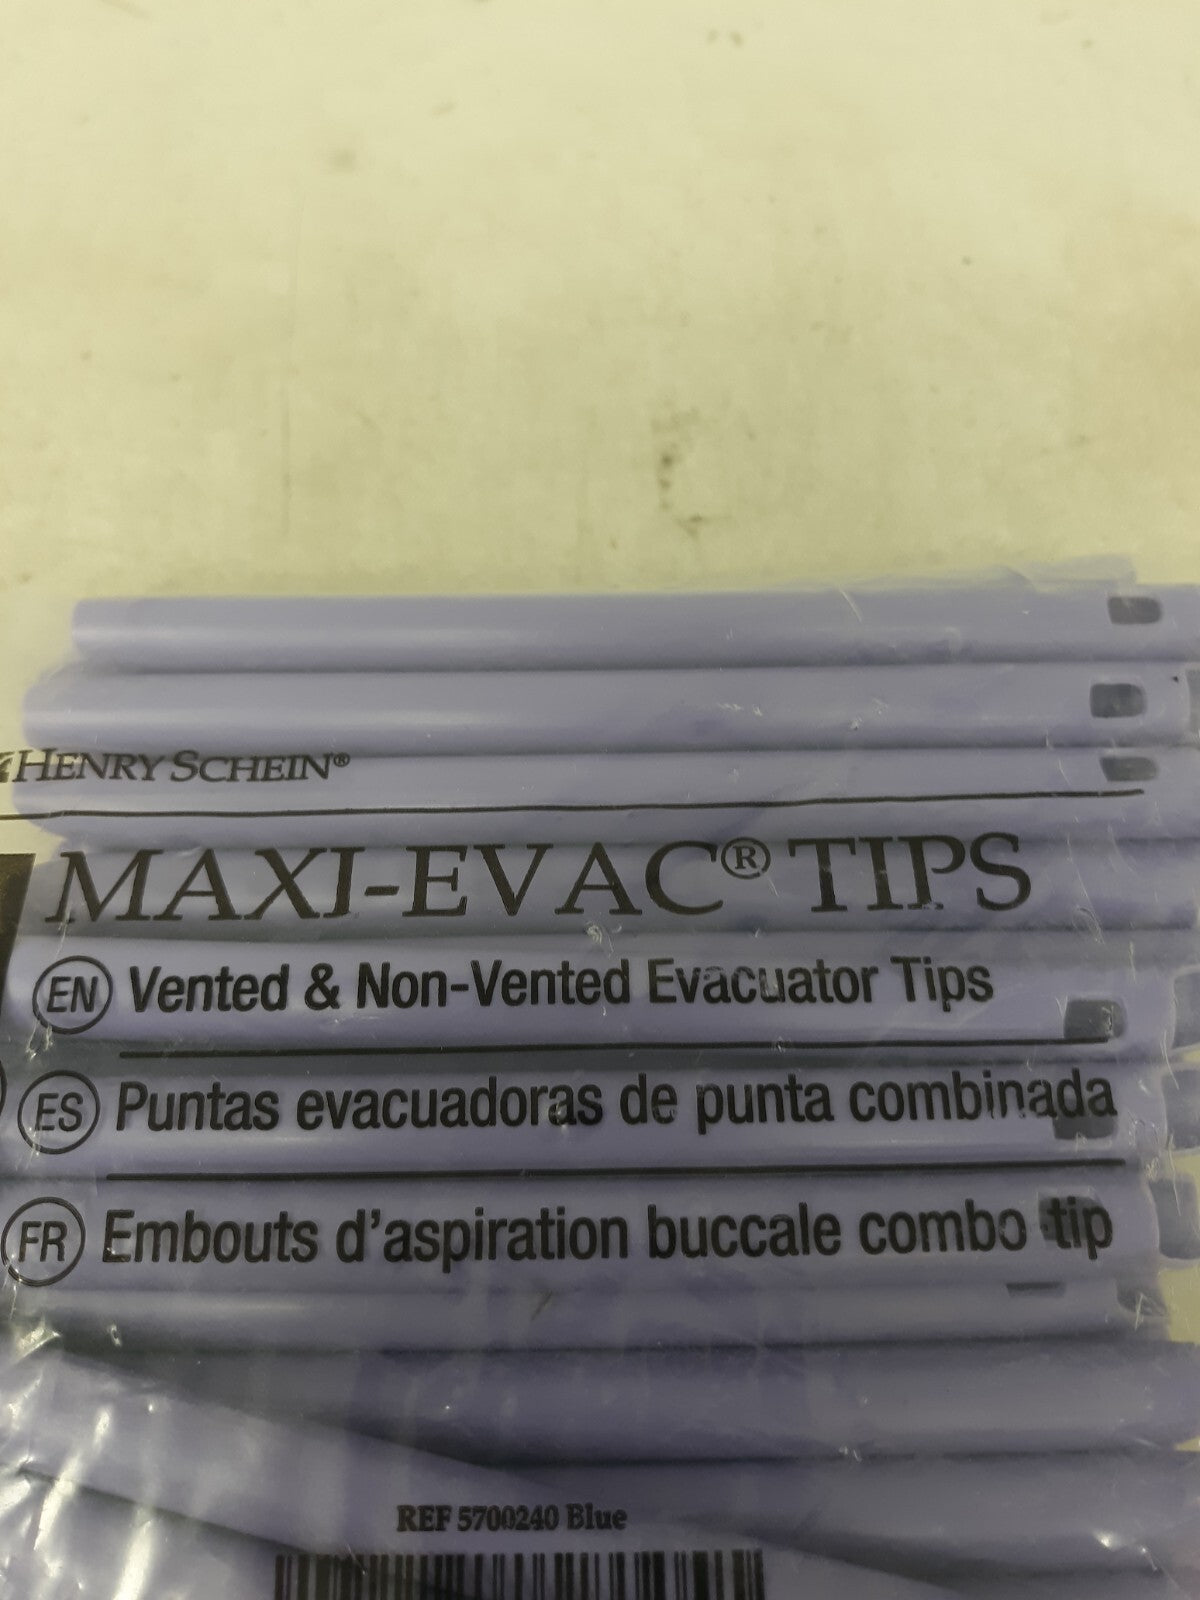 HENRY SCHEIN®
MAXI-EVAC® TIPS
EN Vented & Non-Vented Evacuator Tips
ES Puntas evacuadoras de punta combinada
FR Embouts d'aspiration buccale combo tip
REF 5700240 Blue